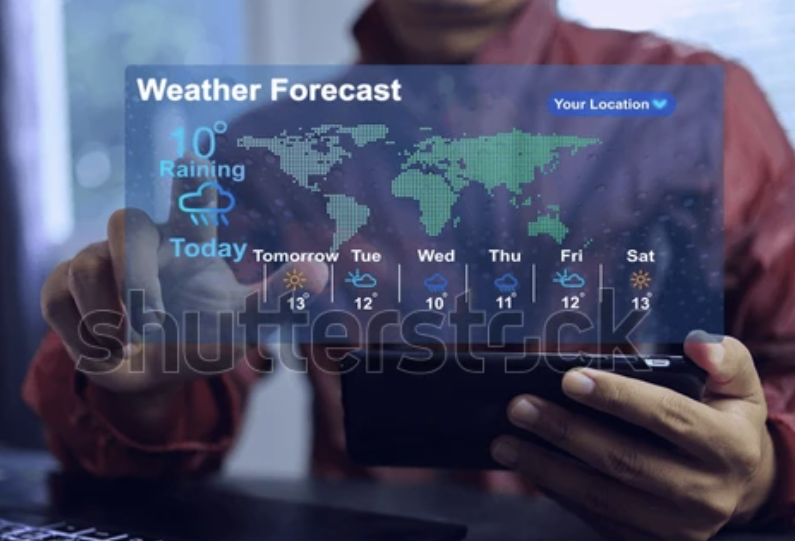 Weather Forecast
Your Location
10°
Raining
Today
Tomorrow Tue Wed Thu Fri Sat
13° 12° 10° 11° 12° 13°
shutterstock